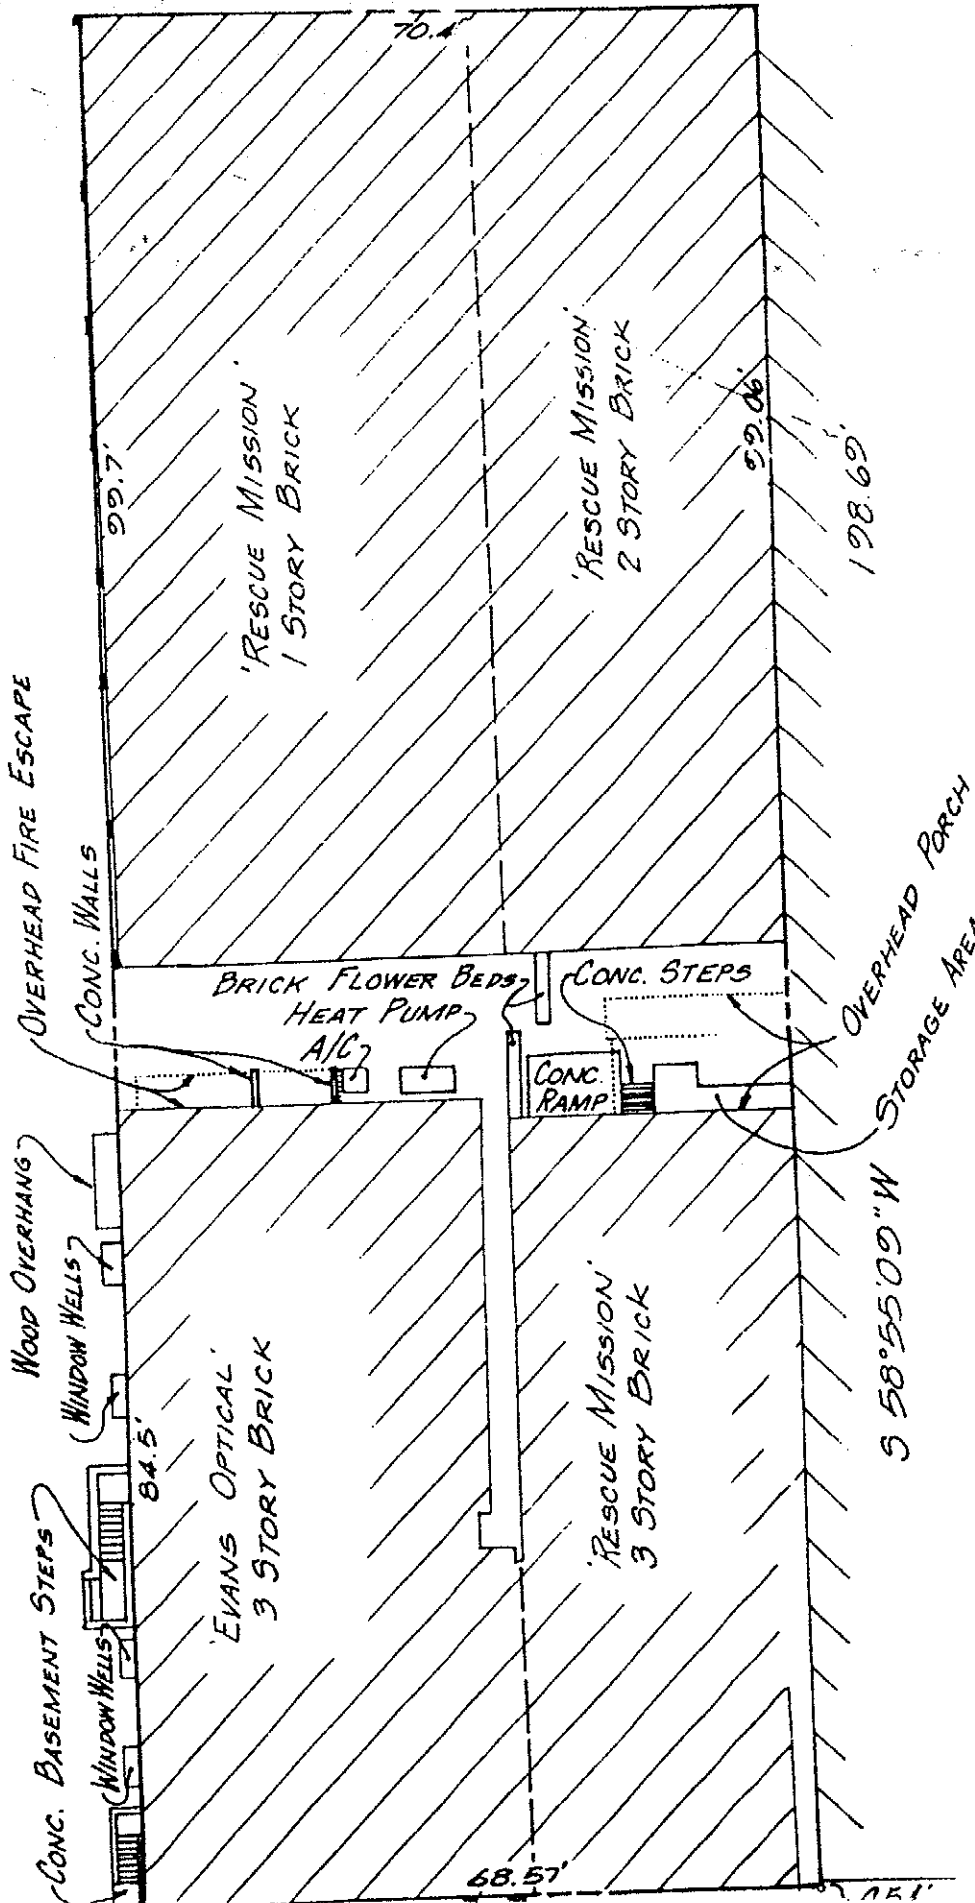 70.4
99.7'
'RESCUE MISSION'
1 STORY BRICK
'RESCUE MISSION'
2 STORY BRICK
99.06'
198.69'
OVERHEAD FIRE ESCAPE
CONC. WALLS
BRICK FLOWER BEDS
HEAT PUMP
A/C
CONC. STEPS
CONC.
RAMP
OVERHEAD PORCH
STORAGE AREA
WOOD OVERHANG
WINDOW WELLS
84.5'
'EVANS OPTICAL'
3 STORY BRICK
'RESCUE MISSION'
3 STORY BRICK
S 58°55'09" W
CONC. BASEMENT STEPS
WINDOW WELLS
68.57'